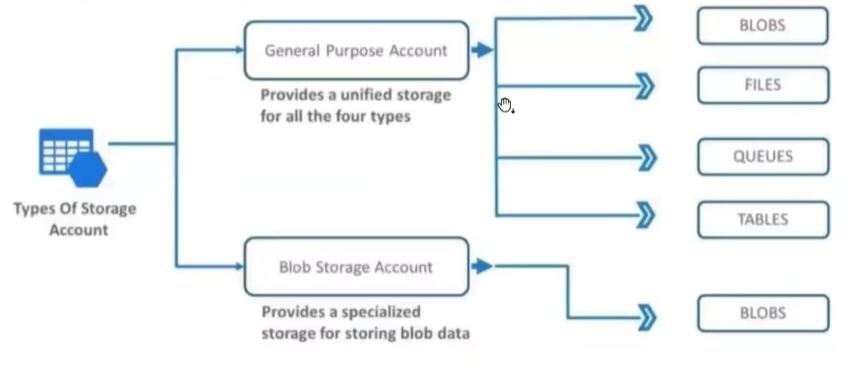 Types Of Storage
Account
General Purpose Account
Provides a unified storage
for all the four types
BLOBS
FILES
QUEUES
TABLES
Blob Storage Account
Provides a specialized
storage for storing blob data
BLOBS